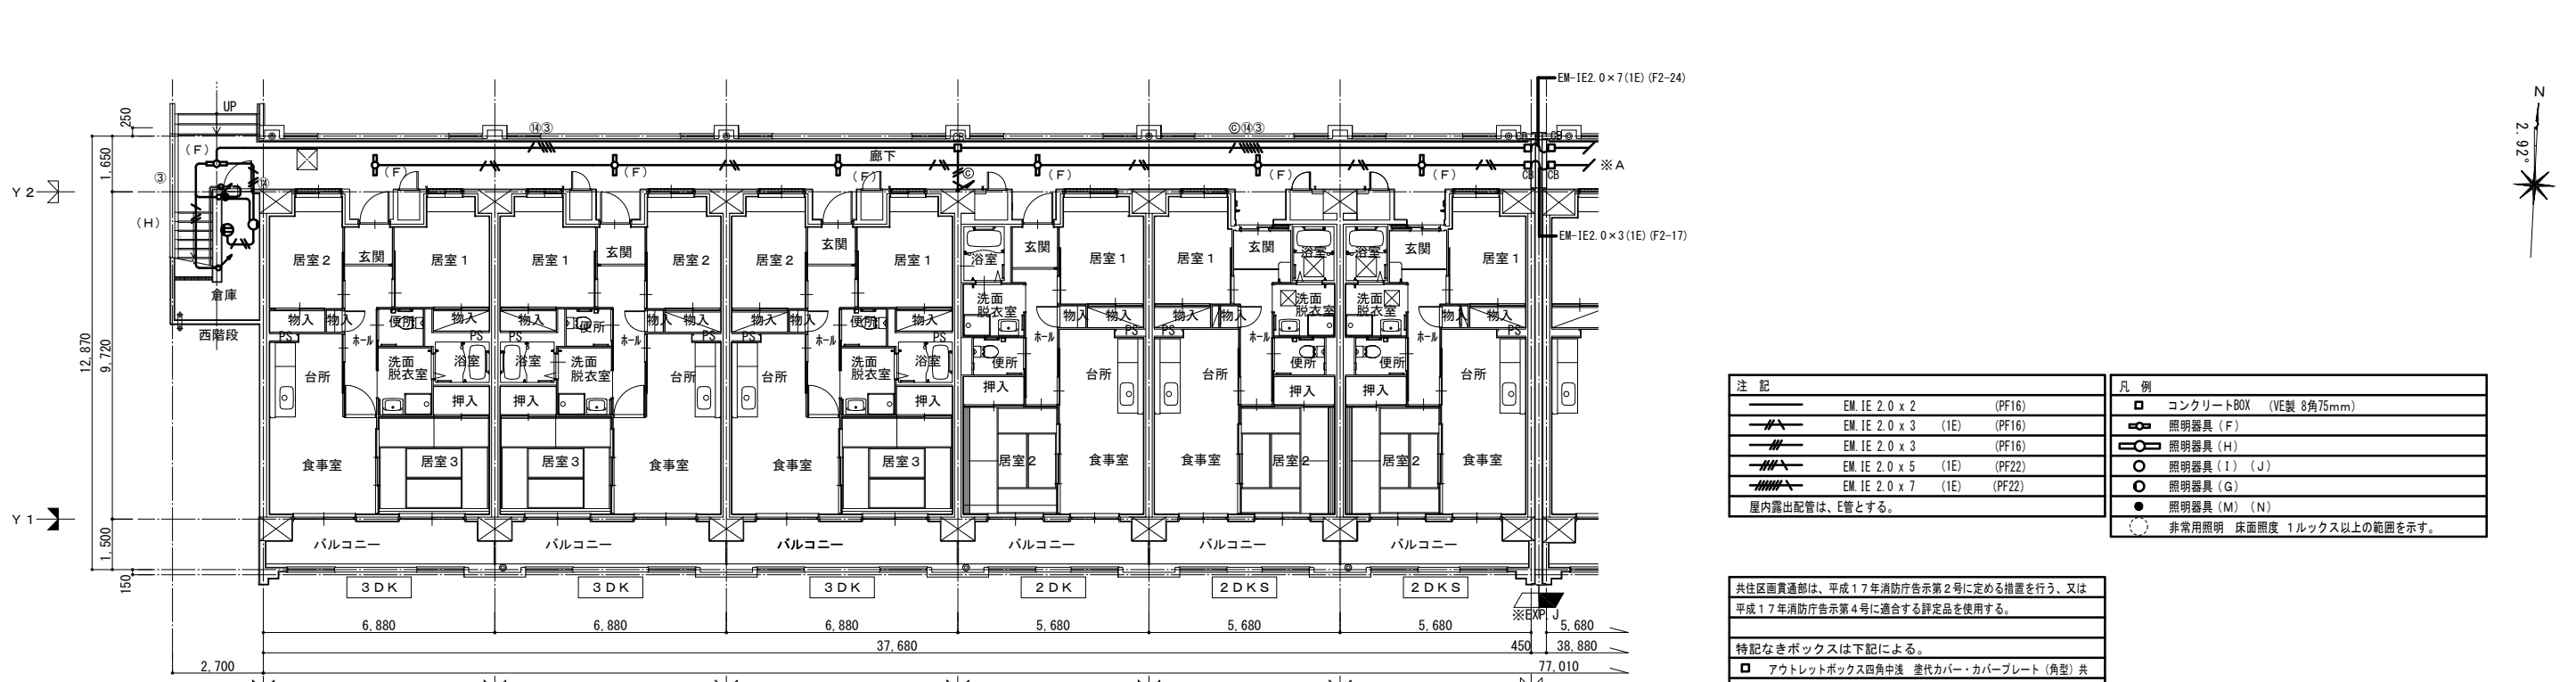 EM-IE2.0×7(1E)(F2-24)
N
2.92°
UP
250
⑭③
CB
©⑭③
CB
CB
(F)
廊下
※A
1,650
(F)
(F)
(F)
(F)
(F)
(F)
③
⑭
©
CB
CB
Y2
(H)
EM-IE2.0×3(1E)(F2-17)
居室2
玄関
居室1
居室1
玄関
居室2
居室2
玄関
居室1
浴室
玄関
居室1
居室1
玄関
浴室
浴室
玄関
居室1
倉庫
西階段
物入
物入
便所
物入
物入
便所
物入
物入
物入
物入
便所
物入
洗面
脱衣室
物入
物入
物入
物入
洗面
脱衣室
洗面
脱衣室
物入
物入
PS
ホール
PS
PS
ホール
PS
PS
ホール
PS
ホール
PS
PS
ホール
ホール
PS
12,870
9,720
台所
洗面
脱衣室
浴室
浴室
洗面
脱衣室
台所
台所
洗面
脱衣室
浴室
便所
台所
台所
便所
便所
台所
押入
押入
押入
押入
押入
押入
食事室
居室3
居室3
食事室
食事室
居室3
居室2
食事室
食事室
居室2
居室2
食事室
Y1
1,500
バルコニー
バルコニー
バルコニー
バルコニー
バルコニー
バルコニー
150
3DK
3DK
3DK
2DK
2DKS
2DKS
※EXP.J
6,880
6,880
6,880
5,680
5,680
5,680
5,680
37,680
450
38,880
2,700
77,010
注 記
EM.IE 2.0 x 2 (PF16)
EM.IE 2.0 x 3 (1E) (PF16)
EM.IE 2.0 x 3 (PF16)
EM.IE 2.0 x 5 (1E) (PF22)
EM.IE 2.0 x 7 (1E) (PF22)
屋内露出配管は、E管とする。
凡 例
コンクリートBOX (VE製 8角75mm)
照明器具(F)
照明器具(H)
照明器具(I)(J)
照明器具(G)
照明器具(M)(N)
非常用照明 床面照度 1ルックス以上の範囲を示す。
共住区画貫通部は、平成17年消防庁告示第2号に定める措置を行う、又は
平成17年消防庁告示第4号に適合する評定品を使用する。
特記なきボックスは下記による。
アウトレットボックス四角中浅 塗代カバー・カバープレート(角型)共